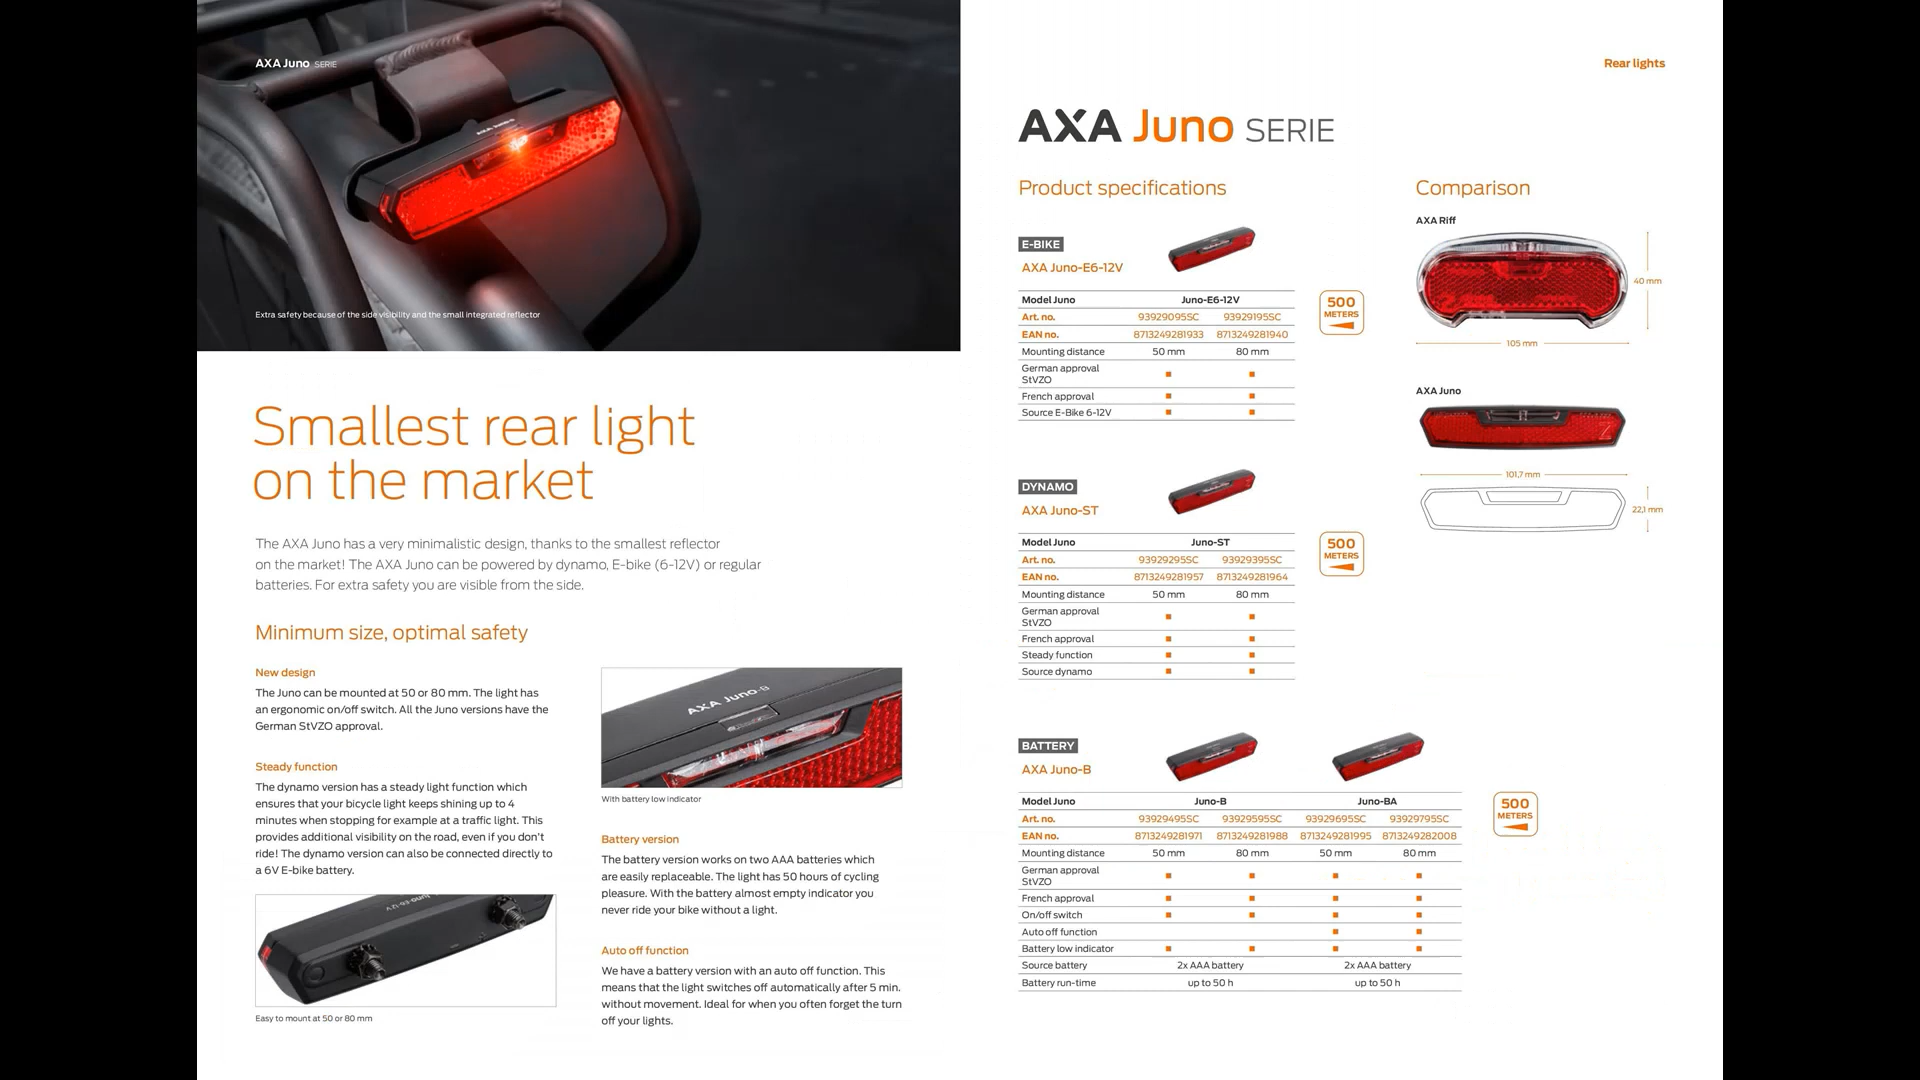 AXA Juno SERIE
AXA Juno-B
Extra safety because of the side visibility and the small integrated reflector
Smallest rear light
on the market
The AXA Juno has a very minimalistic design, thanks to the smallest reflector
on the market! The AXA Juno can be powered by dynamo, E-bike (6-12V) or regular
batteries. For extra safety you are visible from the side.
Minimum size, optimal safety
New design
The Juno can be mounted at 50 or 80 mm. The light has
an ergonomic on/off switch. All the Juno versions have the
German StVZO approval.
Steady function
The dynamo version has a steady light function which
ensures that your bicycle light keeps shining up to 4
minutes when stopping for example at a traffic light. This
provides additional visibility on the road, even if you don't
ride! The dynamo version can also be connected directly to
a 6V E-bike battery.
Juno-E6-12V
Easy to mount at 50 or 80 mm
AXA Juno-B
With battery low indicator
Battery version
The battery version works on two AAA batteries which
are easily replaceable. The light has 50 hours of cycling
pleasure. With the battery almost empty indicator you
never ride your bike without a light.
Auto off function
We have a battery version with an auto off function. This
means that the light switches off automatically after 5 min.
without movement. Ideal for when you often forget the turn
off your lights.
Rear lights
AXA Juno SERIE
Product specifications
E-BIKE
AXA Juno-E6-12V
Model Juno Juno-E6-12V
Art. no. 93929095SC 93929195SC
EAN no. 8713249281933 8713249281940
Mounting distance 50 mm 80 mm
German approval
StVZO ■ ■
French approval ■ ■
Source E-Bike 6-12V ■ ■
500
METERS
DYNAMO
AXA Juno-ST
Model Juno Juno-ST
Art. no. 93929295SC 93929395SC
EAN no. 8713249281957 8713249281964
Mounting distance 50 mm 80 mm
German approval
StVZO ■ ■
French approval ■ ■
Steady function ■ ■
Source dynamo ■ ■
500
METERS
BATTERY
AXA Juno-B
Model Juno Juno-B Juno-BA
Art. no. 93929495SC 93929595SC 93929695SC 93929795SC
EAN no. 8713249281971 8713249281988 8713249281995 8713249282008
Mounting distance 50 mm 80 mm 50 mm 80 mm
German approval
StVZO ■ ■ ■ ■
French approval ■ ■ ■ ■
On/off switch ■ ■ ■ ■
Auto off function ■ ■
Battery low indicator ■ ■ ■ ■
Source battery 2x AAA battery 2x AAA battery
Battery run-time up to 50 h up to 50 h
500
METERS
Comparison
AXA Riff
40 mm
105 mm
AXA Juno
101,7 mm
22,1 mm